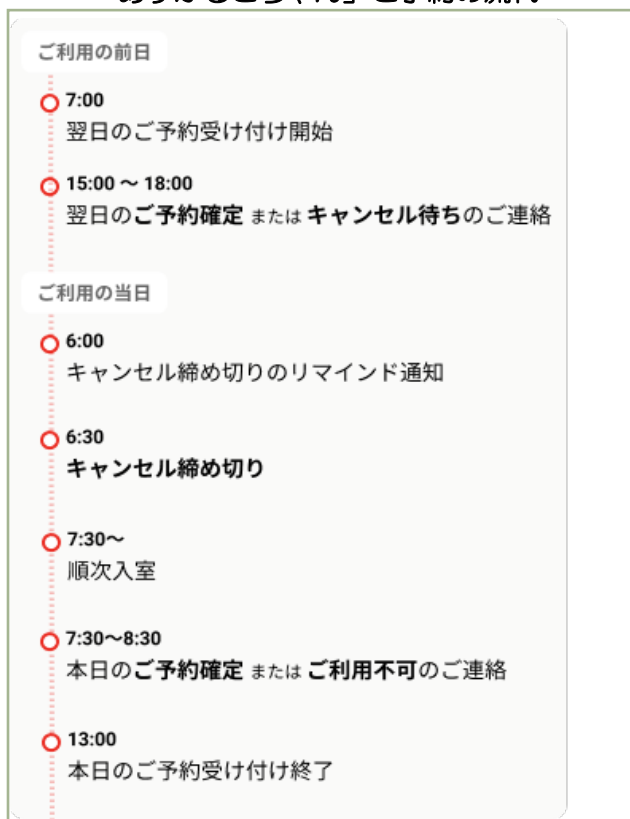 ご予約の流れ
ご利用の前日
7:00
翌日のご予約受け付け開始
15:00 ~ 18:00
翌日のご予約確定 または キャンセル待ちのご連絡
ご利用の当日
6:00
キャンセル締め切りのリマインド通知
6:30
キャンセル締め切り
7:30~
順次入室
7:30~8:30
本日のご予約確定 または ご利用不可のご連絡
13:00
本日のご予約受け付け終了